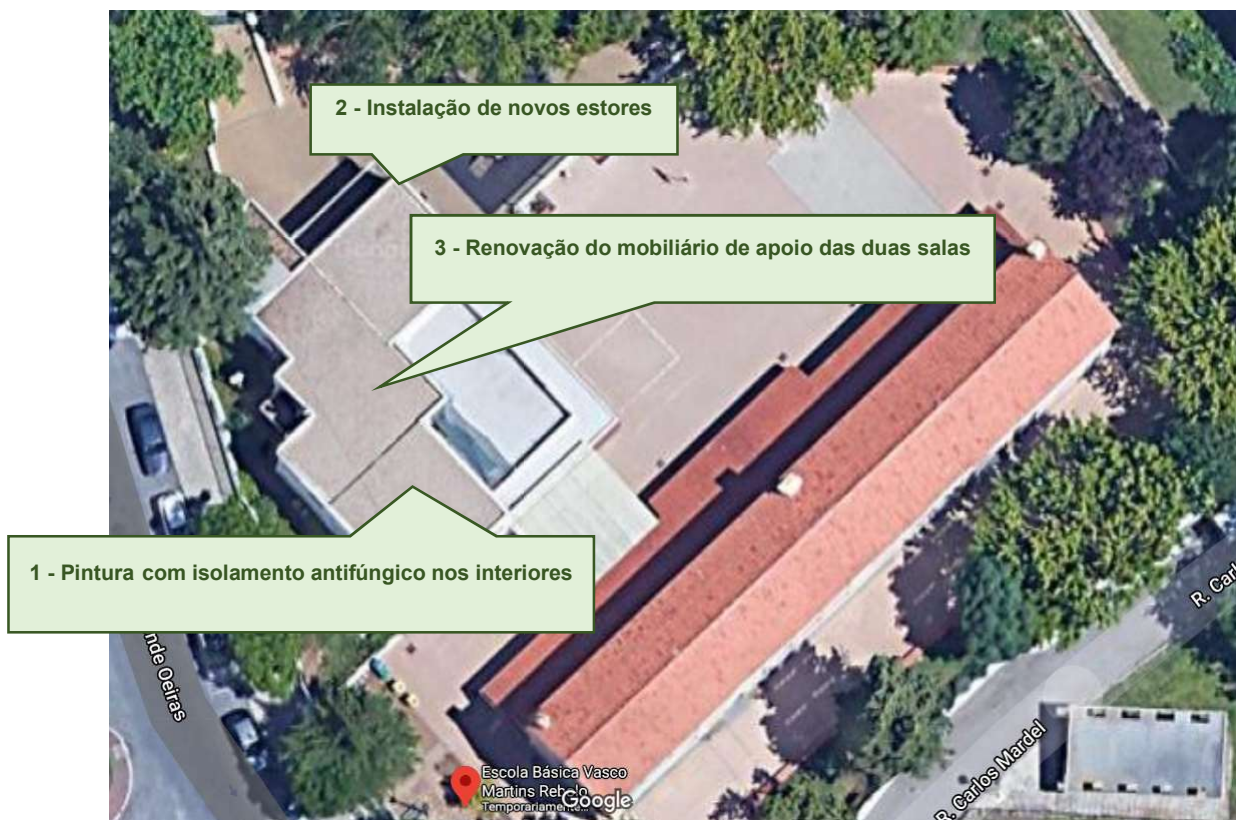 2 - Instalação de novos estores
3 - Renovação do mobiliário de apoio das duas salas
1 - Pintura com isolamento antifúngico nos interiores
R. Carl
nde Oeiras
R. Carlos Mardel
Escola Básica Vasco
Martins Rebelo
Temporariamente...
Google